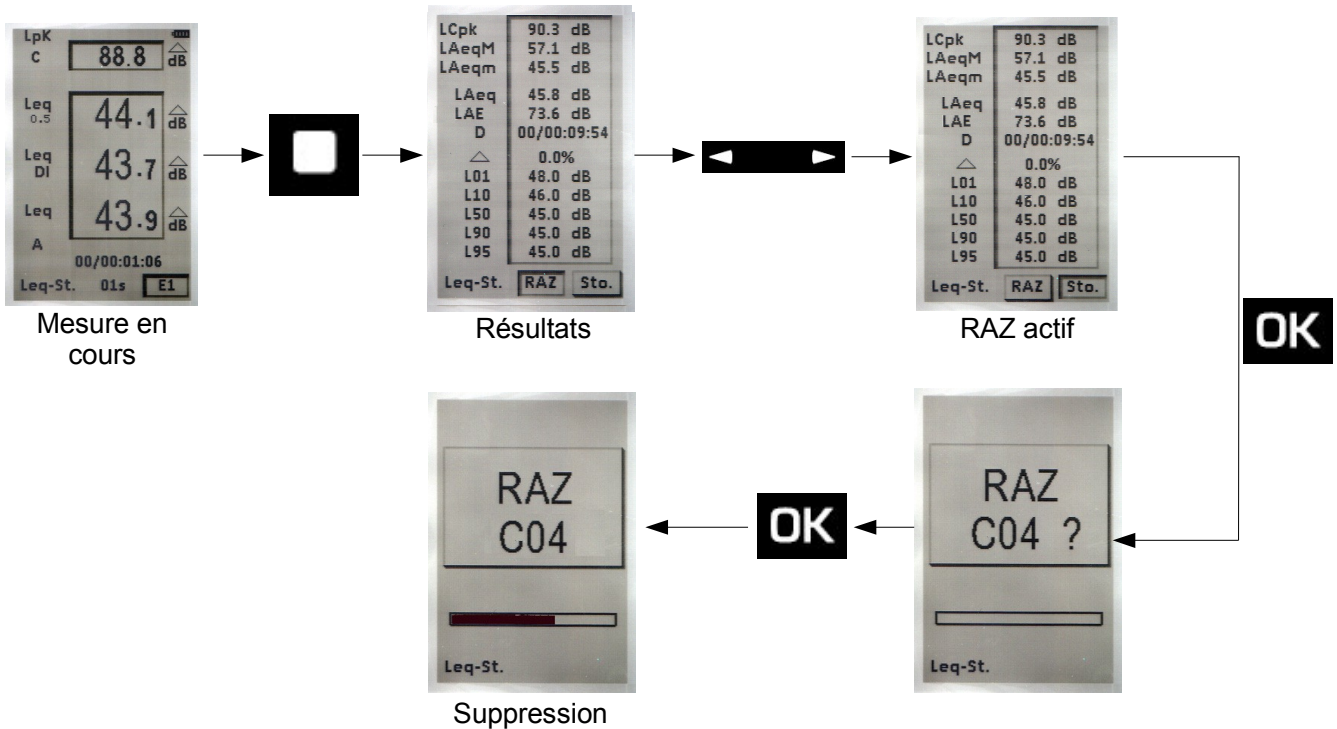 LpK
C 88.8 dB
Leq
0.5 44.1 dB
Leq
DI 43.7 dB
Leq 43.9 dB
A
00/00:01:06
Leq-St. 01s E1
Mesure en
cours
LCpk 90.3 dB
LAeqM 57.1 dB
LAeqm 45.5 dB
LAeq 45.8 dB
LAE 73.6 dB
D 00/00:09:54
0.0%
L01 48.0 dB
L10 46.0 dB
L50 45.0 dB
L90 45.0 dB
L95 45.0 dB
Leq-St. RAZ Sto.
Résultats
LCpk 90.3 dB
LAeqM 57.1 dB
LAeqm 45.5 dB
LAeq 45.8 dB
LAE 73.6 dB
D 00/00:09:54
0.0%
L01 48.0 dB
L10 46.0 dB
L50 45.0 dB
L90 45.0 dB
L95 45.0 dB
Leq-St. RAZ Sto.
RAZ actif
OK
RAZ
C04 ?
Leq-St.
OK
RAZ
C04
Leq-St.
Suppression